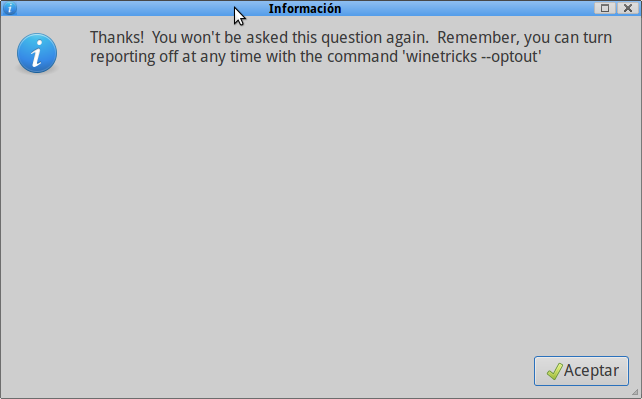 Información
Thanks!  You won't be asked this question again.  Remember, you can turn
reporting off at any time with the command 'winetricks --optout'
Aceptar